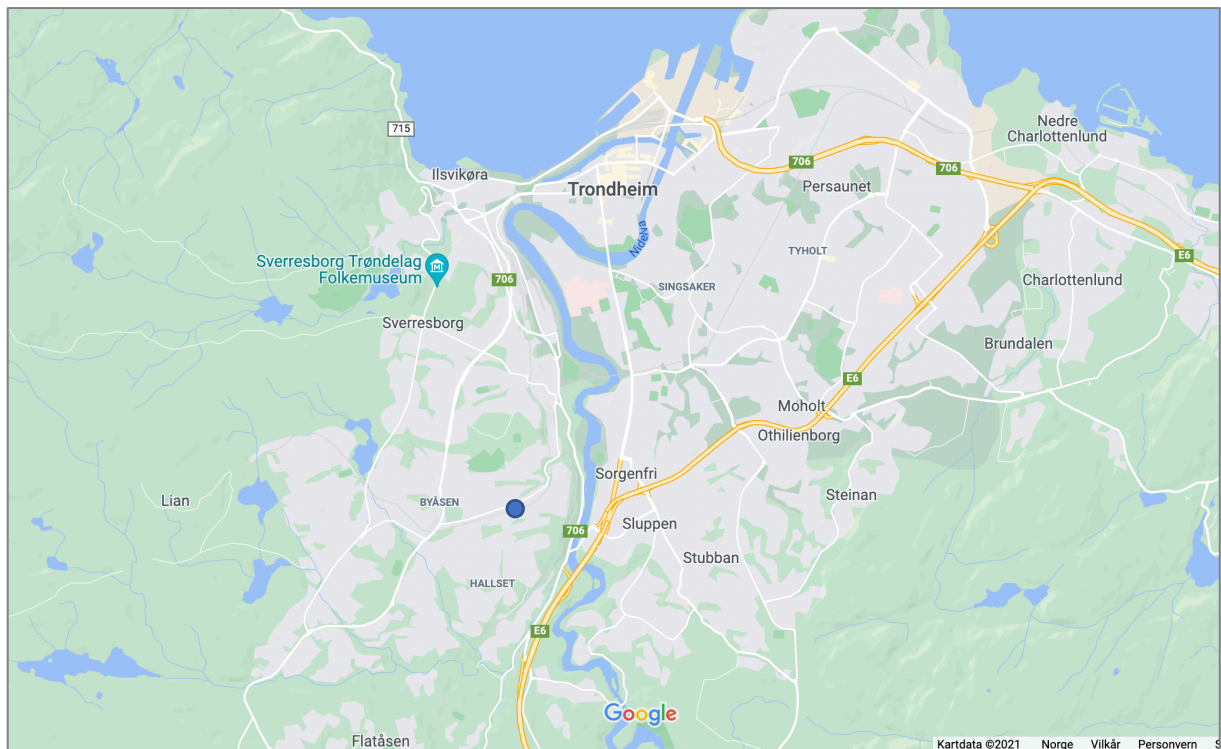 Nedre
Charlottenlund
715
706
706
Ilsvikøra
Trondheim
Persaunet
Nidelva
TYHOLT
E6
Sverresborg Trøndelag
Folkemuseum
706
SINGSAKER
Charlottenlund
Sverresborg
Brundalen
E6
Moholt
Othilienborg
Sorgenfri
Lian
BYÅSEN
Steinan
Sluppen
706
Stubban
HALLSET
E6
Google
Flatåsen
Kartdata ©2021 Norge Vilkår Personvern S